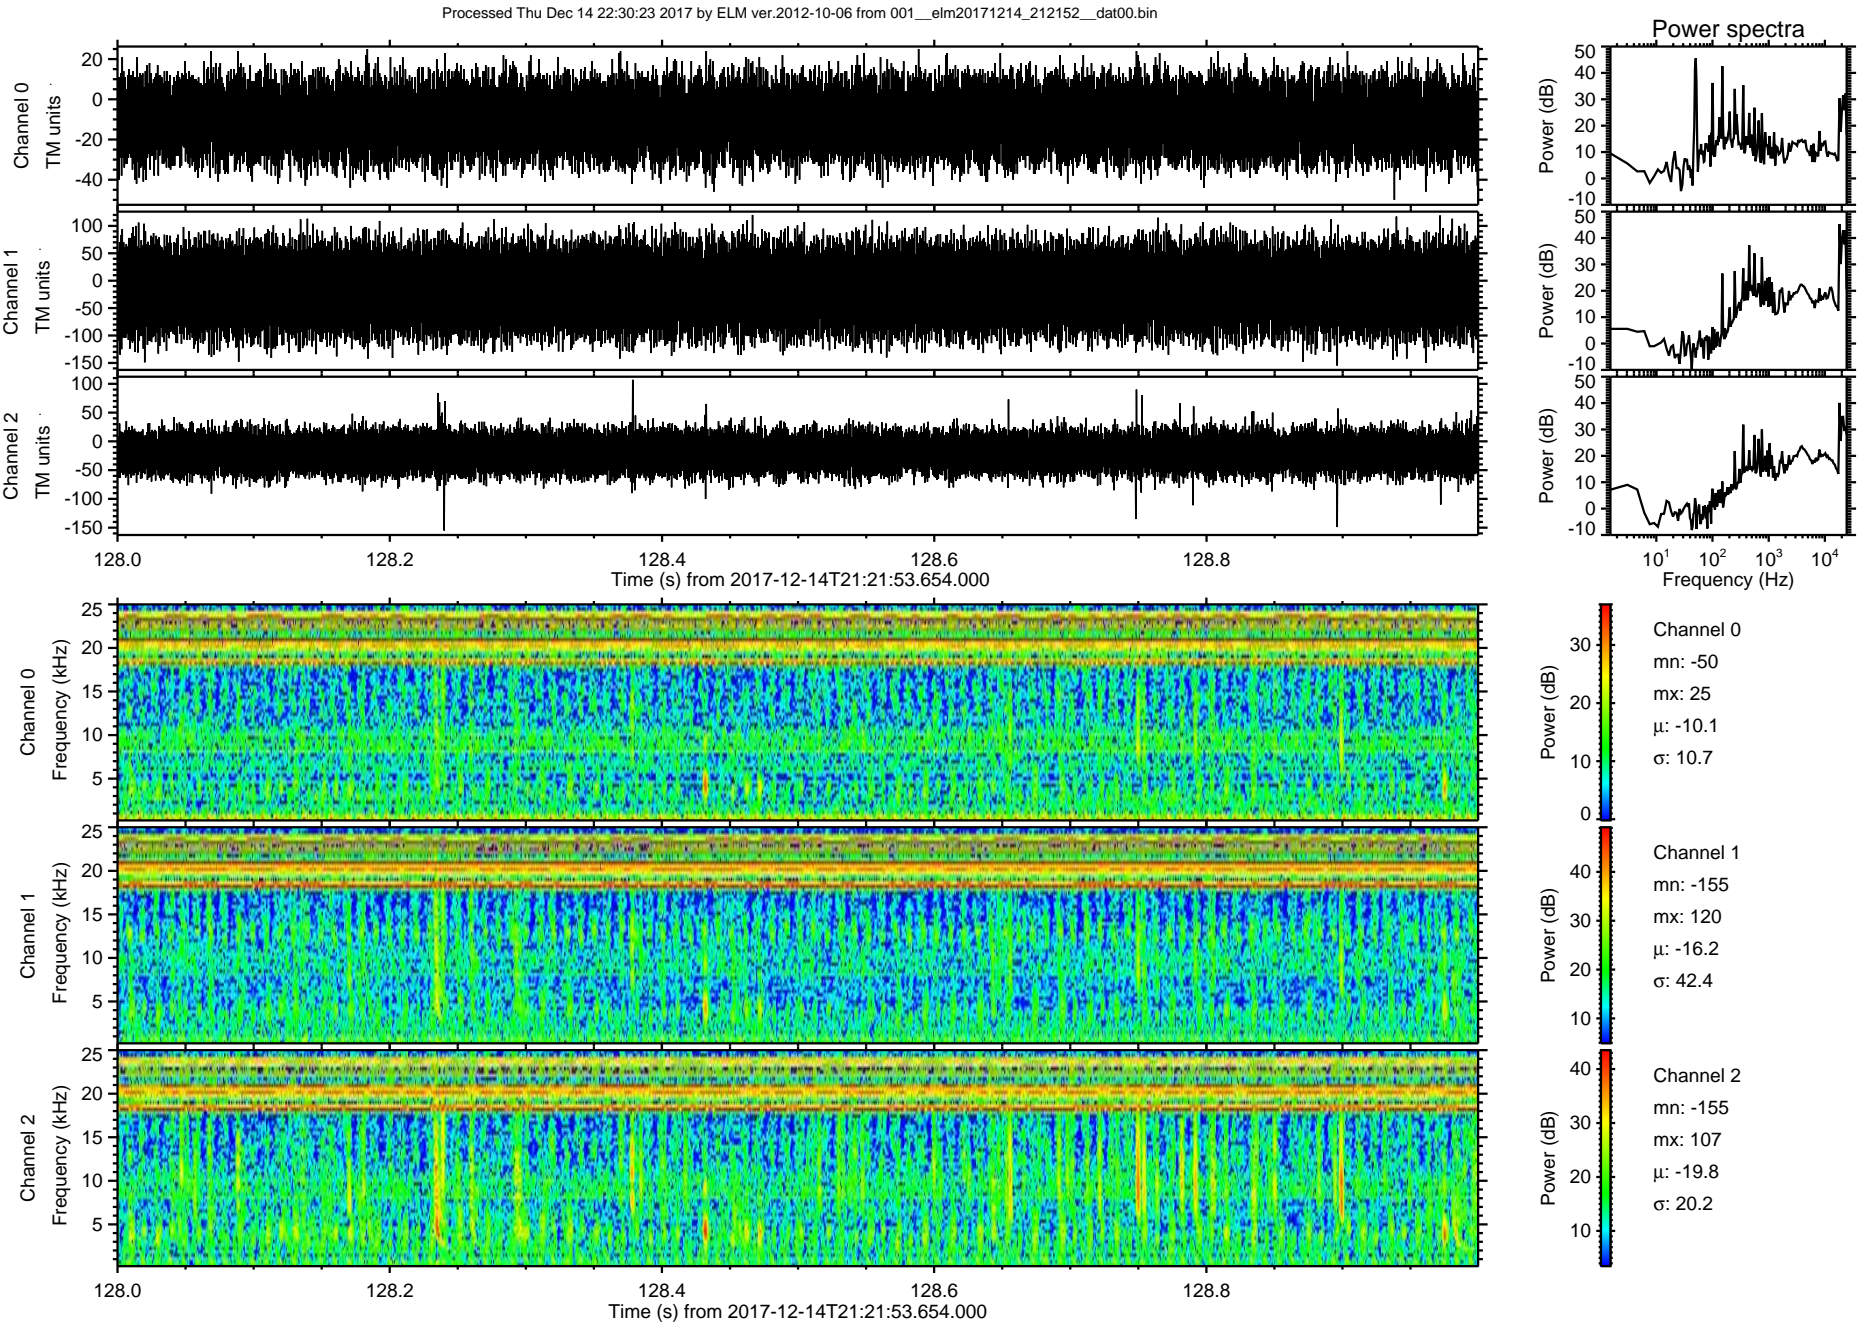 Processed Thu Dec 14 22:30:23 2017 by ELM ver.2012-10-06 from 001__elm20171214_212152__dat00.bin
Power spectra
Channel 0
TM units
20
0
-20
-40
Power (dB)
50
40
30
20
10
0
-10
Channel 1
TM units
100
50
0
-50
-100
-150
Power (dB)
50
40
30
20
10
0
-10
Channel 2
TM units
100
50
0
-50
-100
-150
Power (dB)
50
40
30
20
10
0
-10
128.0 128.2 128.4 128.6 128.8
Time (s) from 2017-12-14T21:21:53.654.000
10^1 10^2 10^3 10^4
Frequency (Hz)
Channel 0
Frequency (kHz)
25
20
15
10
5
Power (dB)
30
20
10
0
Channel 0
mn: -50
mx: 25
μ: -10.1
σ: 10.7
Channel 1
Frequency (kHz)
25
20
15
10
5
Power (dB)
40
30
20
10
Channel 1
mn: -155
mx: 120
μ: -16.2
σ: 42.4
Channel 2
Frequency (kHz)
25
20
15
10
5
Power (dB)
40
30
20
10
Channel 2
mn: -155
mx: 107
μ: -19.8
σ: 20.2
128.0 128.2 128.4 128.6 128.8
Time (s) from 2017-12-14T21:21:53.654.000